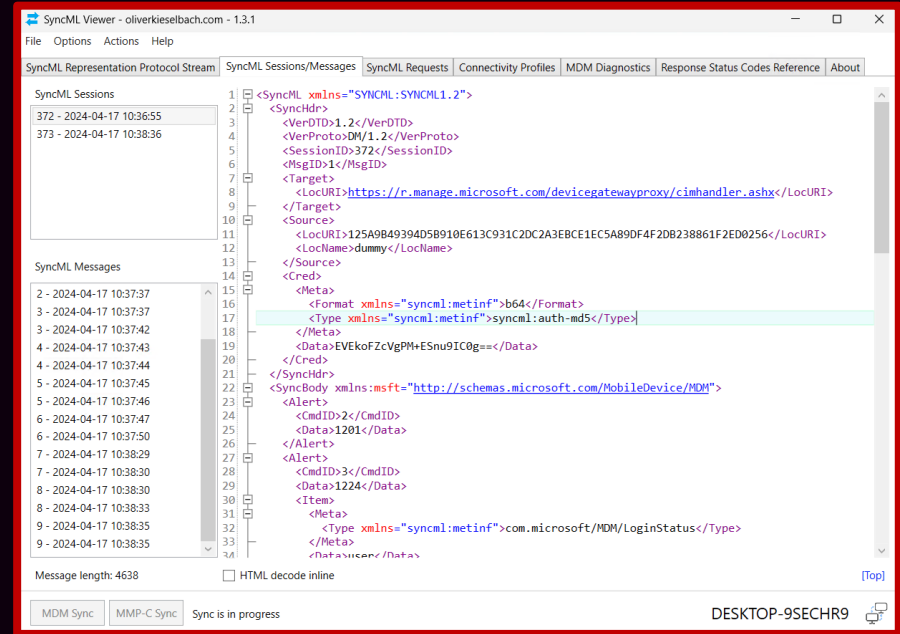 SyncML Viewer - oliverkieselbach.com - 1.3.1
File Options Actions Help
SyncML Representation Protocol Stream SyncML Sessions/Messages SyncML Requests Connectivity Profiles MDM Diagnostics Response Status Codes Reference About
SyncML Sessions
372 - 2024-04-17 10:36:55
373 - 2024-04-17 10:38:36
SyncML Messages
2 - 2024-04-17 10:37:37
3 - 2024-04-17 10:37:37
3 - 2024-04-17 10:37:42
4 - 2024-04-17 10:37:43
4 - 2024-04-17 10:37:44
5 - 2024-04-17 10:37:45
5 - 2024-04-17 10:37:46
6 - 2024-04-17 10:37:47
6 - 2024-04-17 10:37:50
7 - 2024-04-17 10:38:29
7 - 2024-04-17 10:38:30
8 - 2024-04-17 10:38:30
8 - 2024-04-17 10:38:33
9 - 2024-04-17 10:38:35
9 - 2024-04-17 10:38:35
1 <SyncML xmlns="SYNCML:SYNCML1.2">
2 <SyncHdr>
3 <VerDTD>1.2</VerDTD>
4 <VerProto>DM/1.2</VerProto>
5 <SessionID>372</SessionID>
6 <MsgID>1</MsgID>
7 <Target>
8 <LocURI>https://r.manage.microsoft.com/devicegatewayproxy/cimhandler.ashx</LocURI>
9 </Target>
10 <Source>
11 <LocURI>125A9B49394D5B910E613C931C2DC2A3EBCE1EC5A89DF4F2DB238861F2ED0256</LocURI>
12 <LocName>dummy</LocName>
13 </Source>
14 <Cred>
15 <Meta>
16 <Format xmlns="syncml:metinf">b64</Format>
17 <Type xmlns="syncml:metinf">syncml:auth-md5</Type>
18 </Meta>
19 <Data>EVEkoFZcVgPM+ESnu9IC0g==</Data>
20 </Cred>
21 </SyncHdr>
22 <SyncBody xmlns:msft="http://schemas.microsoft.com/MobileDevice/MDM">
23 <Alert>
24 <CmdID>2</CmdID>
25 <Data>1201</Data>
26 </Alert>
27 <Alert>
28 <CmdID>3</CmdID>
29 <Data>1224</Data>
30 <Item>
31 <Meta>
32 <Type xmlns="syncml:metinf">com.microsoft/MDM/LoginStatus</Type>
33 </Meta>
34 <Data>user</Data>
Message length: 4638
HTML decode inline
[Top]
MDM Sync MMP-C Sync Sync is in progress
DESKTOP-9SECHR9